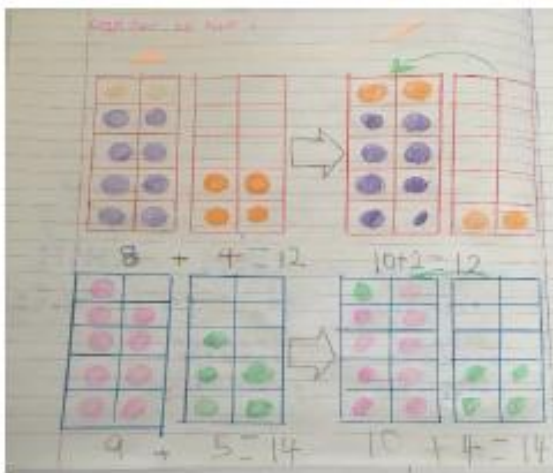 8 + 4 = 12 10+2 = 12
9 + 5 = 14 10 + 4 = 14